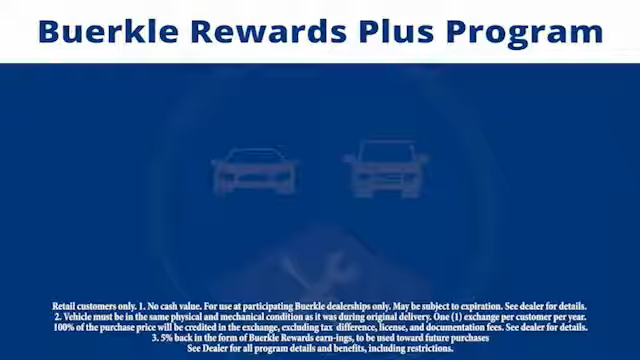 Buerkle Rewards Plus Program
Retail customers only. 1. No cash value. For use at participating Buerkle dealerships only. May be subject to expiration. See dealer for details.
2. Vehicle must be in the same physical and mechanical condition as it was during original delivery. One (1) exchange per customer per year.
100% of the purchase price will be credited in the exchange, excluding tax difference, license, and documentation fees. See dealer for details.
3. 5% back in the form of Buerkle Rewards earn-ings, to be used toward future purchases
See Dealer for all program details and benefits, including restrictions.